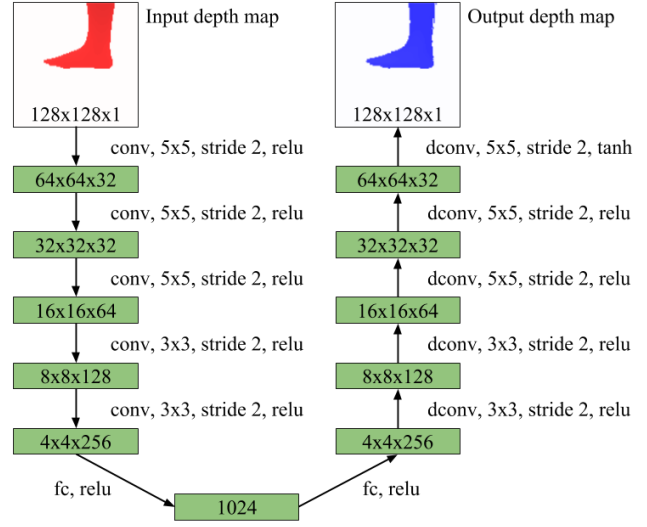 Input depth map
128x128x1
conv, 5x5, stride 2, relu
64x64x32
conv, 5x5, stride 2, relu
32x32x32
conv, 5x5, stride 2, relu
16x16x64
conv, 3x3, stride 2, relu
8x8x128
conv, 3x3, stride 2, relu
4x4x256
fc, relu
1024
fc, relu
4x4x256
dconv, 3x3, stride 2, relu
8x8x128
dconv, 3x3, stride 2, relu
16x16x64
dconv, 5x5, stride 2, relu
32x32x32
dconv, 5x5, stride 2, relu
64x64x32
dconv, 5x5, stride 2, tanh
128x128x1
Output depth map